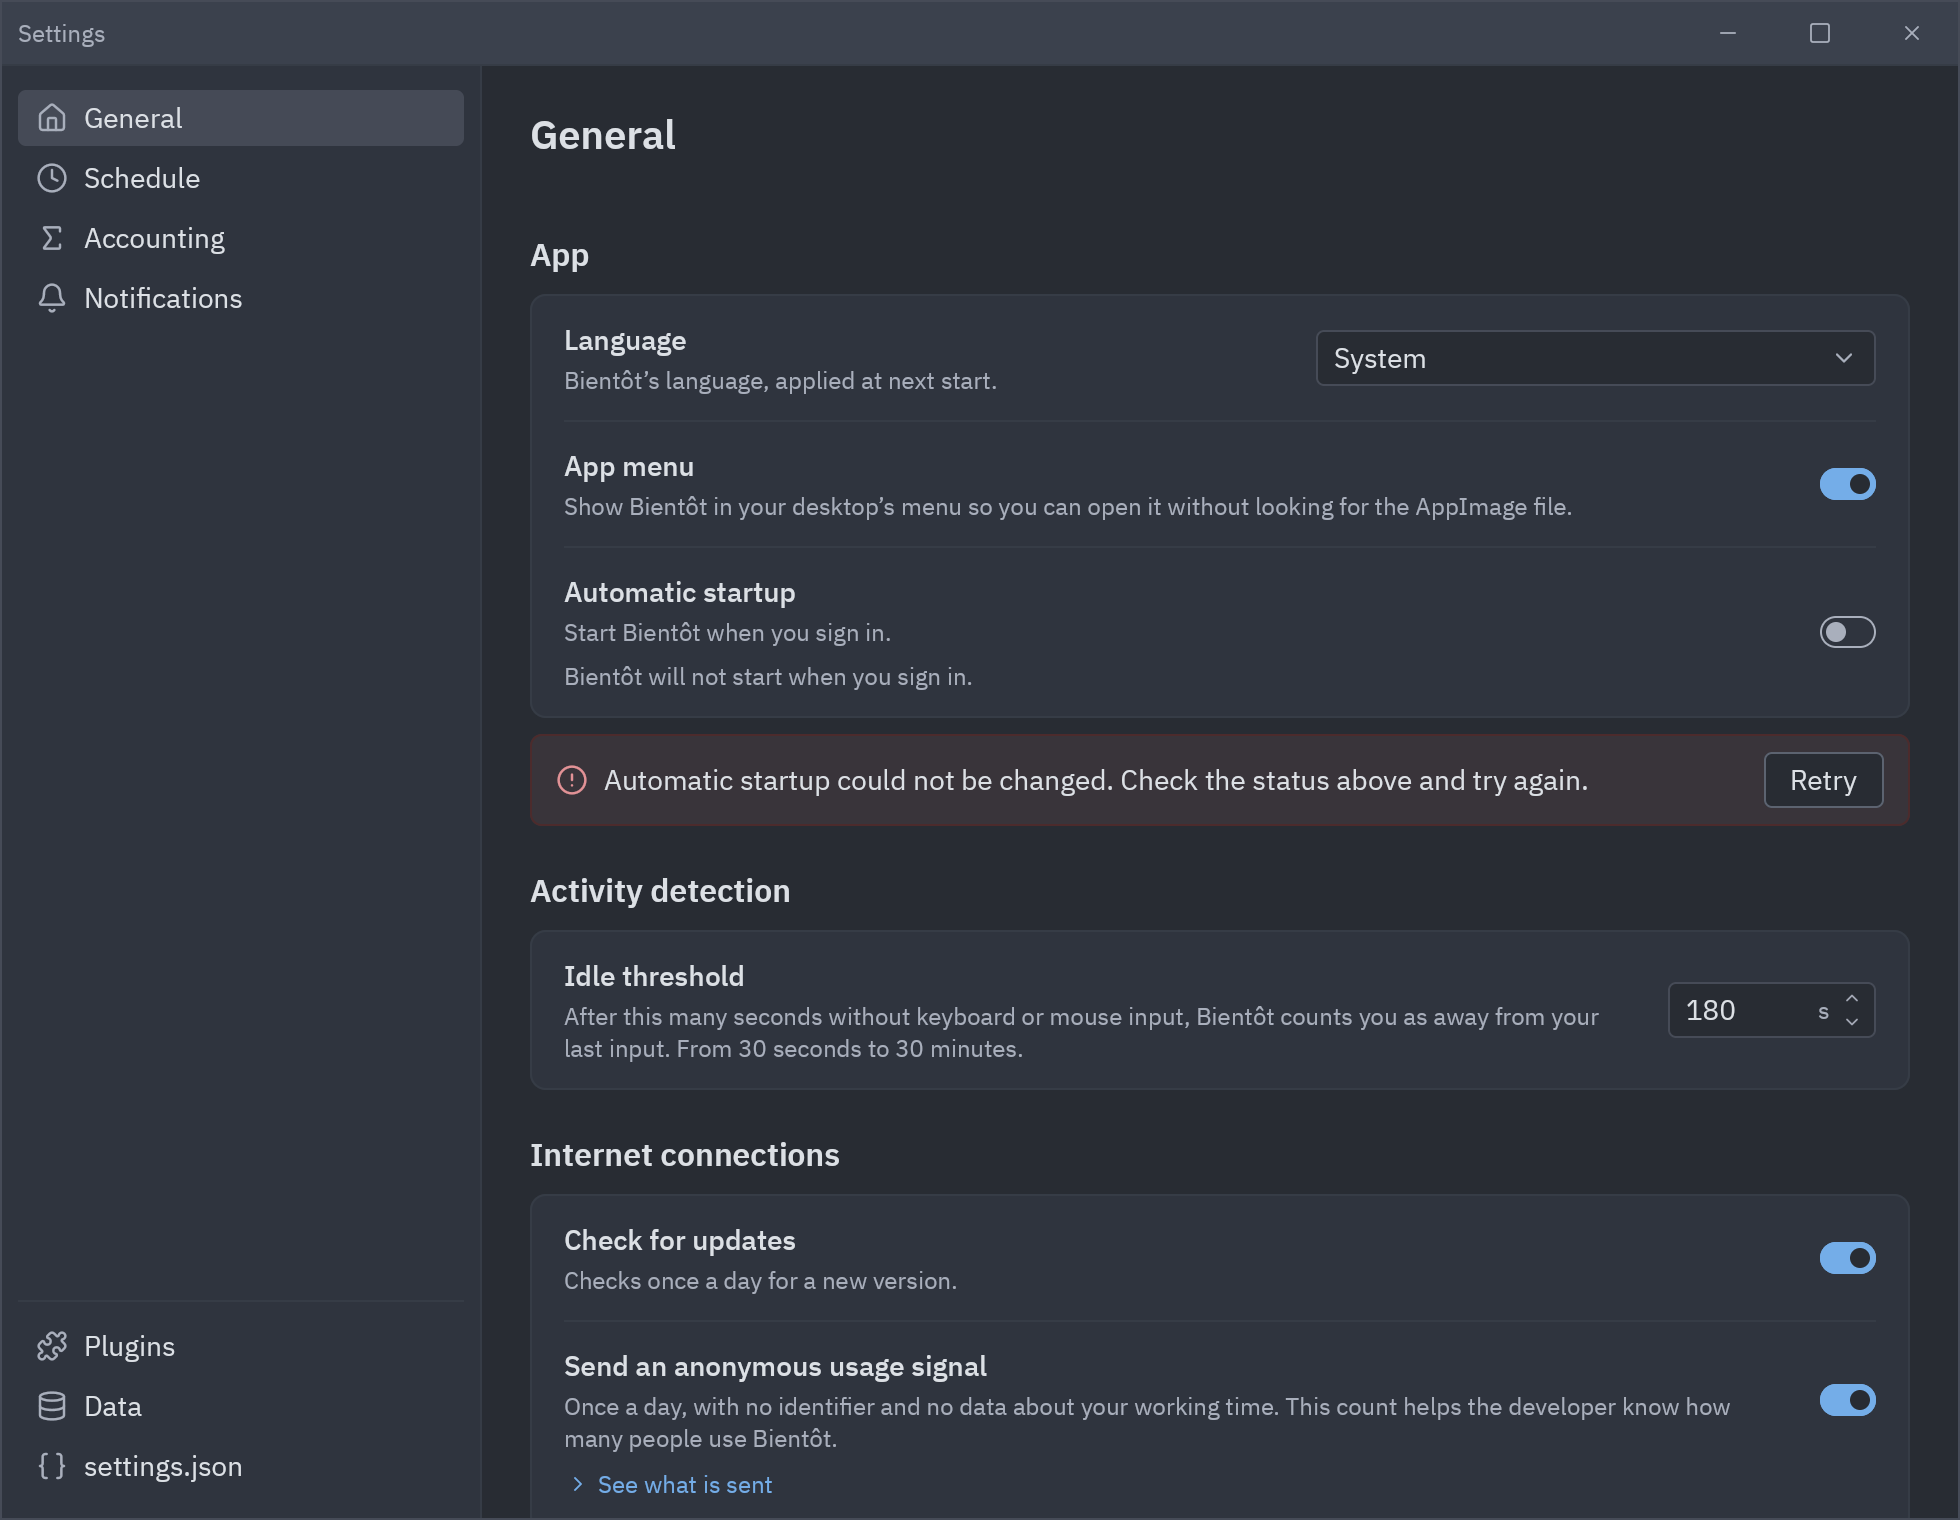 Settings
General
Schedule
Accounting
Notifications
Plugins
Data
settings.json
General
App
Language
Bientôt’s language, applied at next start.
System
App menu
Show Bientôt in your desktop’s menu so you can open it without looking for the AppImage file.
Automatic startup
Start Bientôt when you sign in.
Bientôt will not start when you sign in.
Automatic startup could not be changed. Check the status above and try again.
Retry
Activity detection
Idle threshold
After this many seconds without keyboard or mouse input, Bientôt counts you as away from your
last input. From 30 seconds to 30 minutes.
180 s
Internet connections
Check for updates
Checks once a day for a new version.
Send an anonymous usage signal
Once a day, with no identifier and no data about your working time. This count helps the developer know how
many people use Bientôt.
See what is sent